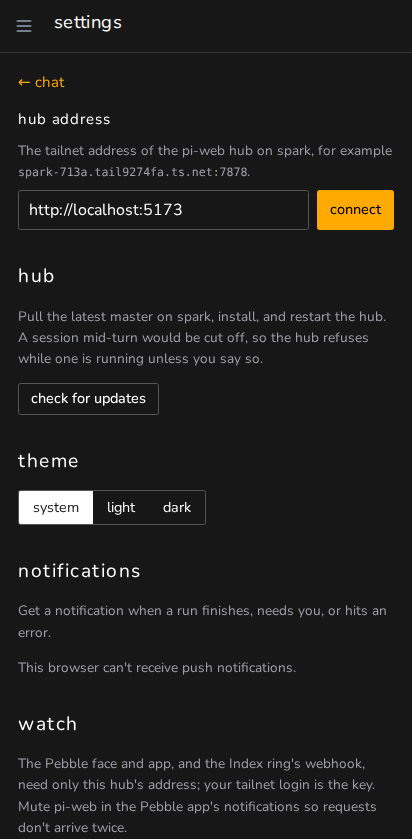 settings
← chat
hub address
The tailnet address of the pi-web hub on spark, for example
spark-713a.tail9274fa.ts.net:7878.
http://localhost:5173
connect
hub
Pull the latest master on spark, install, and restart the hub.
A session mid-turn would be cut off, so the hub refuses
while one is running unless you say so.
check for updates
theme
system light dark
notifications
Get a notification when a run finishes, needs you, or hits an
error.
This browser can't receive push notifications.
watch
The Pebble face and app, and the Index ring's webhook,
need only this hub's address; your tailnet login is the key.
Mute pi-web in the Pebble app's notifications so requests
don't arrive twice.